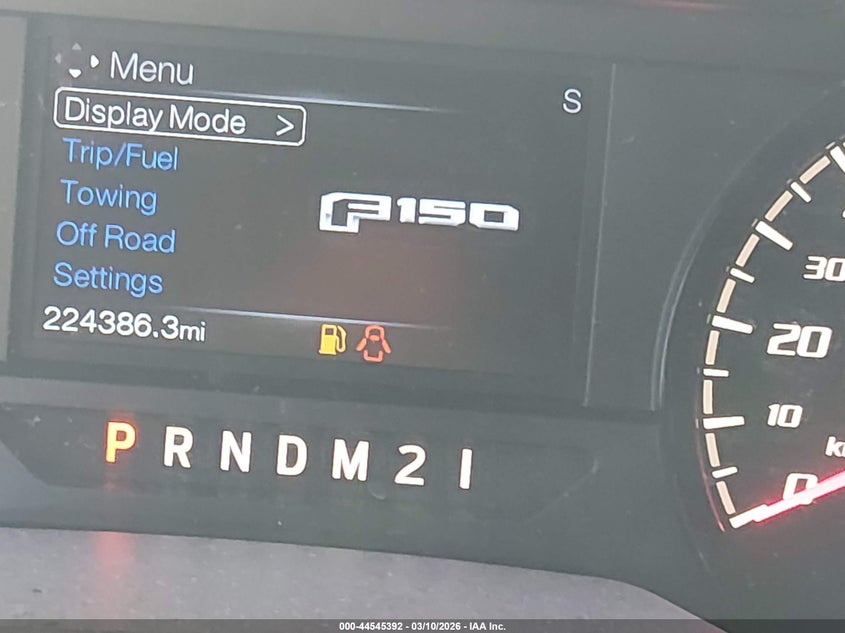 Menu
S
Display Mode >
Trip/Fuel
Towing
F150
Off Road
Settings
224386.3mi
P R N D M 2 1
30
20
10
0
000-44545392 - 03/10/2026 - IAA Inc.